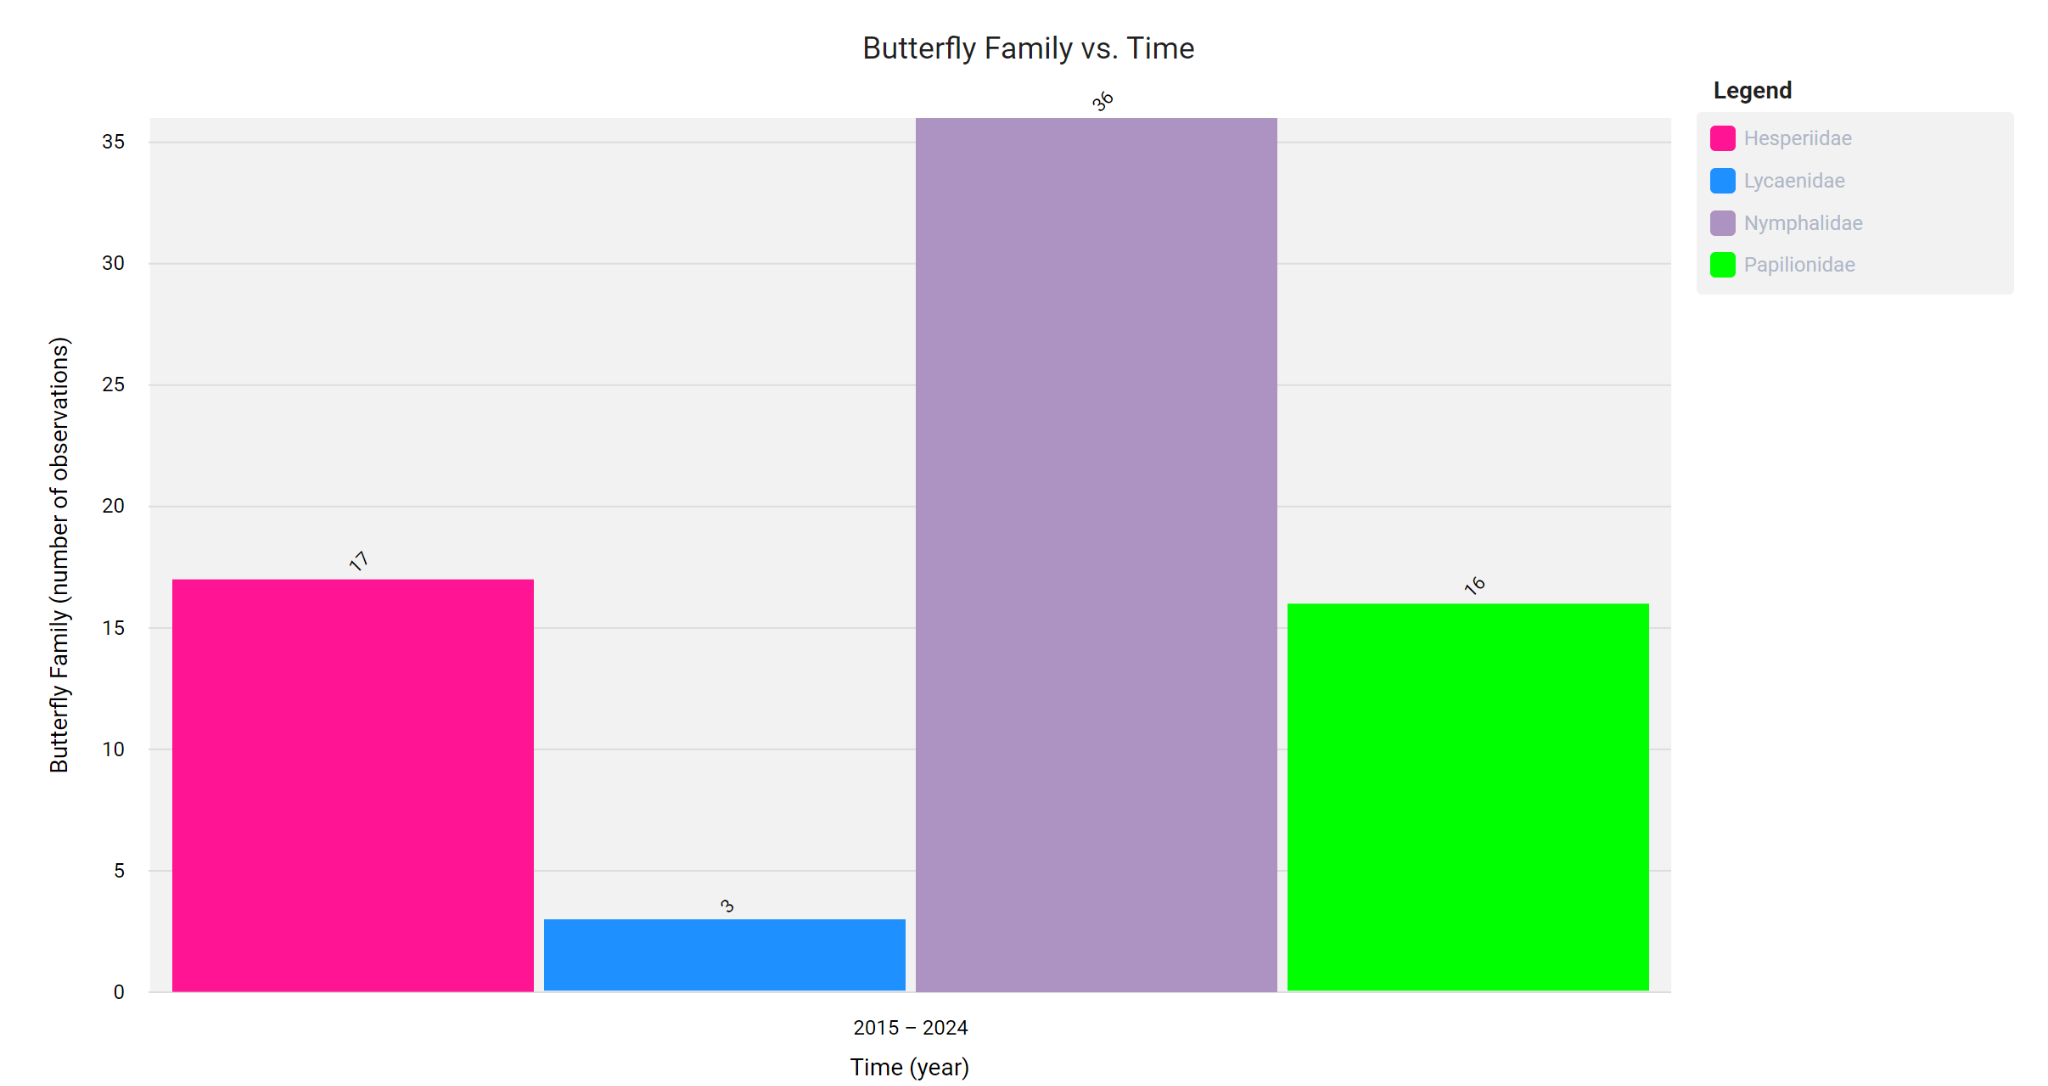 Butterfly Family vs. Time
Legend
Hesperiidae
Lycaenidae
Nymphalidae
Papilionidae
Butterfly Family (number of observations)
35
30
25
20
15
10
5
0
17
3
36
16
2015 – 2024
Time (year)